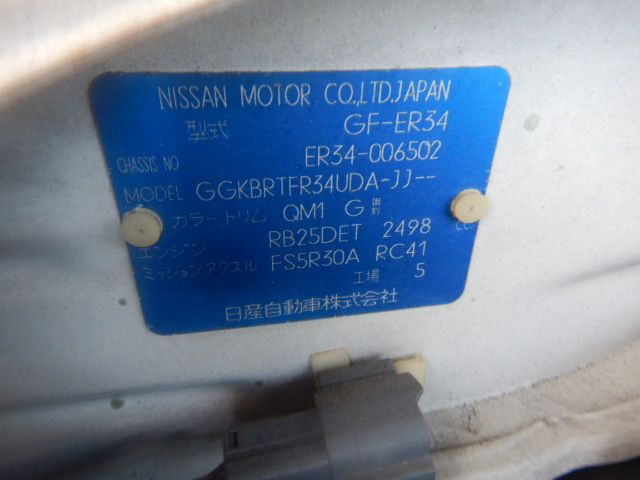 NISSAN MOTOR CO.,LTD.JAPAN
型式 GF-ER34
CHASSIS NO ER34-006502
MODEL GGKBRTFR34UDA-JJ--
カラー,トリム QM1 G
エンジン RB25DET 2498 CC
ミッション,アクスル FS5R30A RC41
工場 5
日産自動車株式会社